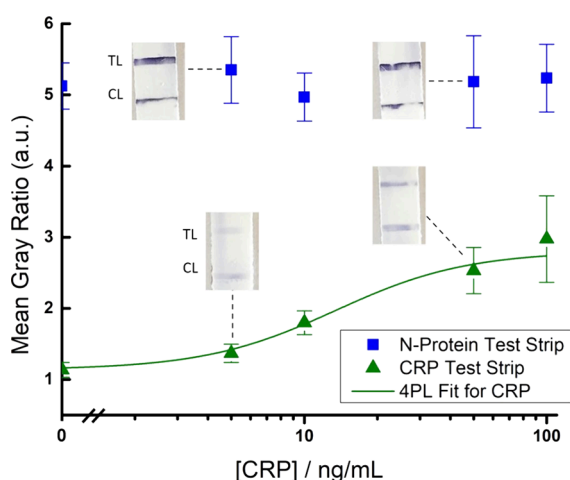 6
5
4
3
2
1
0
10
100
Mean Gray Ratio (a.u.)
[CRP] / ng/mL
TL
CL
TL
CL
N-Protein Test Strip
CRP Test Strip
4PL Fit for CRP